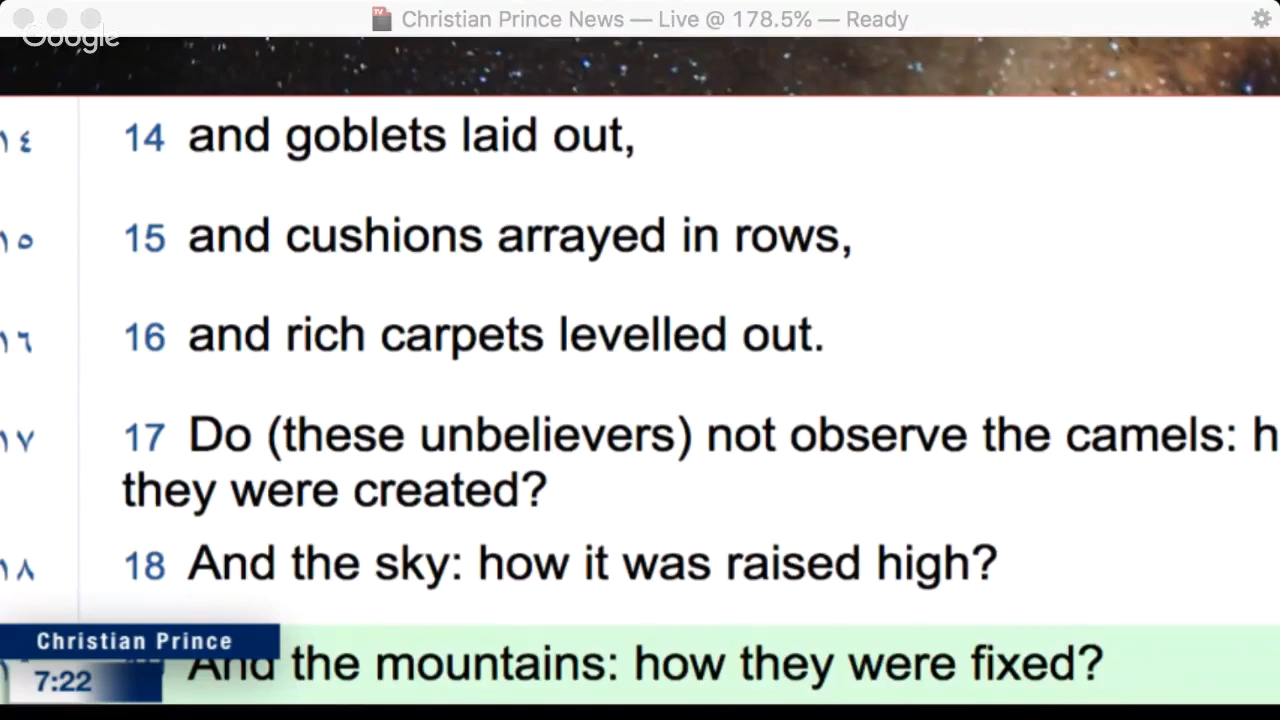 Christian Prince News — Live @ 178.5% — Ready
Google
١٤ 14 and goblets laid out,
١٥ 15 and cushions arrayed in rows,
١٦ 16 and rich carpets levelled out.
١٧ 17 Do (these unbelievers) not observe the camels:
they were created?
١٨ 18 And the sky: how it was raised high?
Christian Prince
And the mountains: how they were fixed?
7:22